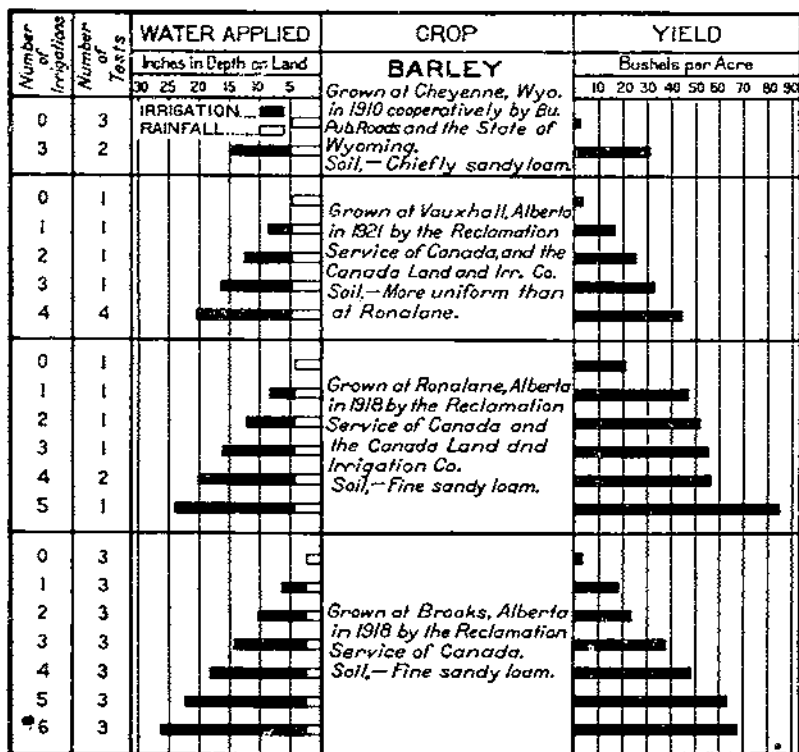 Number of Irrigations
Number of Tests
WATER APPLIED
CROP
YIELD
Inches in Depth on Land
BARLEY
Bushels per Acre
30 25 20 15 10 5
10 20 30 40 50 60 70 80 90
IRRIGATION
RAINFALL
Grown at Cheyenne, Wyo.
in 1910 cooperatively by Bu.
Pub. Roads and the State of
Wyoming.
Soil,—Chiefly sandy loam.
0 3
3 2
Grown at Vauxhall, Alberta
in 1921 by the Reclamation
Service of Canada, and the
Canada Land and Irr. Co.
Soil,—More uniform than
at Ronalane.
0 1
1 1
2 1
3 1
4 4
Grown at Ronalane, Alberta
in 1918 by the Reclamation
Service of Canada and
the Canada Land and
Irrigation Co.
Soil,—Fine sandy loam.
0 1
1 1
2 1
3 1
4 2
5 1
Grown at Brooks, Alberta
in 1918 by the Reclamation
Service of Canada.
Soil,—Fine sandy loam.
0 3
1 3
2 3
3 3
4 3
5 3
6 3